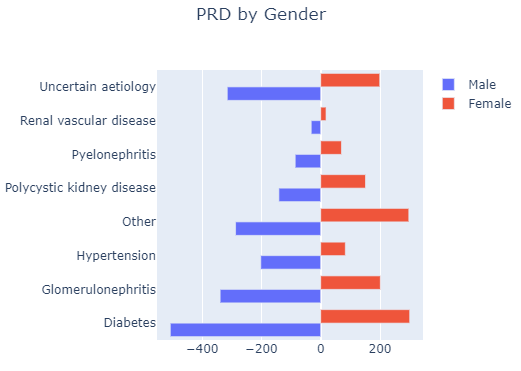 PRD by Gender
Male
Female
Uncertain aetiology
Renal vascular disease
Pyelonephritis
Polycystic kidney disease
Other
Hypertension
Glomerulonephritis
Diabetes
−400 −200 0 200